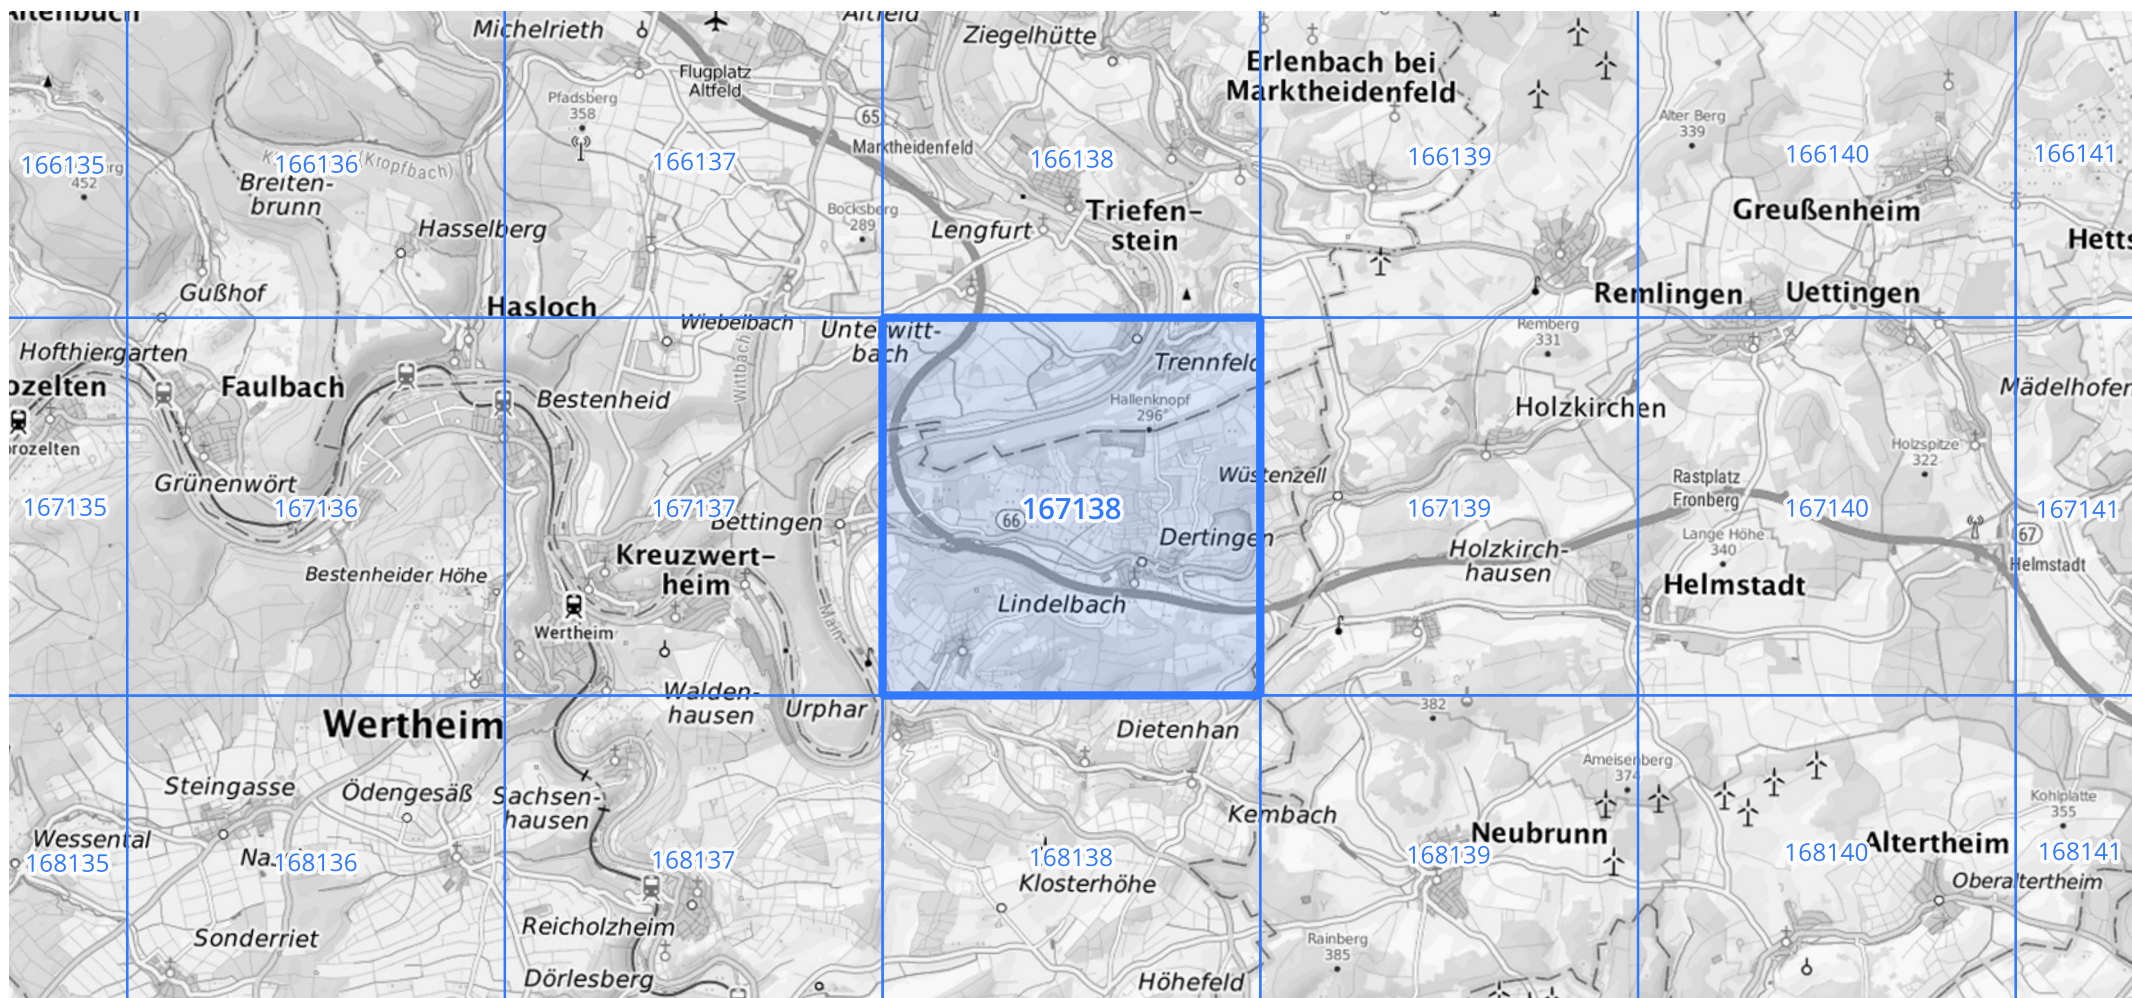 Michelrieth
Altfeld
Ziegelhütte
Erlenbach bei
Marktheidenfeld
Flugplatz
Altfeld
Pfadsberg
358
65
Marktheidenfeld
Alter Berg
339
166135
452
166136
(Kropfbach)
166137
166138
166139
166140
166141
Breiten-
brunn
Hasselberg
Bocksberg
289
Lengfurt
Triefen-
stein
Greußenheim
Hetts
Gußhof
Hasloch
Remlingen
Uettingen
Hofthiergarten
Wiebelbach
Unterwitt-
bach
Wittbach
Trennfeld
Remberg
331
ozelten
Faulbach
Bestenheid
Hallenknopf
296
Holzkirchen
Mädelhofen
prozelten
Holzspitze
322
Grünenwört
Wüstenzell
Rastplatz
Fronberg
167135
167136
167137
167138
167139
167140
167141
Bettingen
66
67
Dertingen
Lange Höhe
340
Kreuzwert-
heim
Holzkirch-
hausen
Helmstadt
Bestenheider Höhe
Helmstadt
Lindelbach
Main
Wertheim
Walden-
hausen
Urphar
382
Wertheim
Dietenhan
Ameisenberg
374
Steingasse
Ödengesäß
Sachsen-
hausen
Kohlplatte
355
Kembach
Neubrunn
Altertheim
Wessental
168135
168136
168137
168138
168139
168140
168141
Klosterhöhe
Oberaltertheim
Reicholzheim
Sonderriet
Rainberg
385
Dörlesberg
Höhefeld